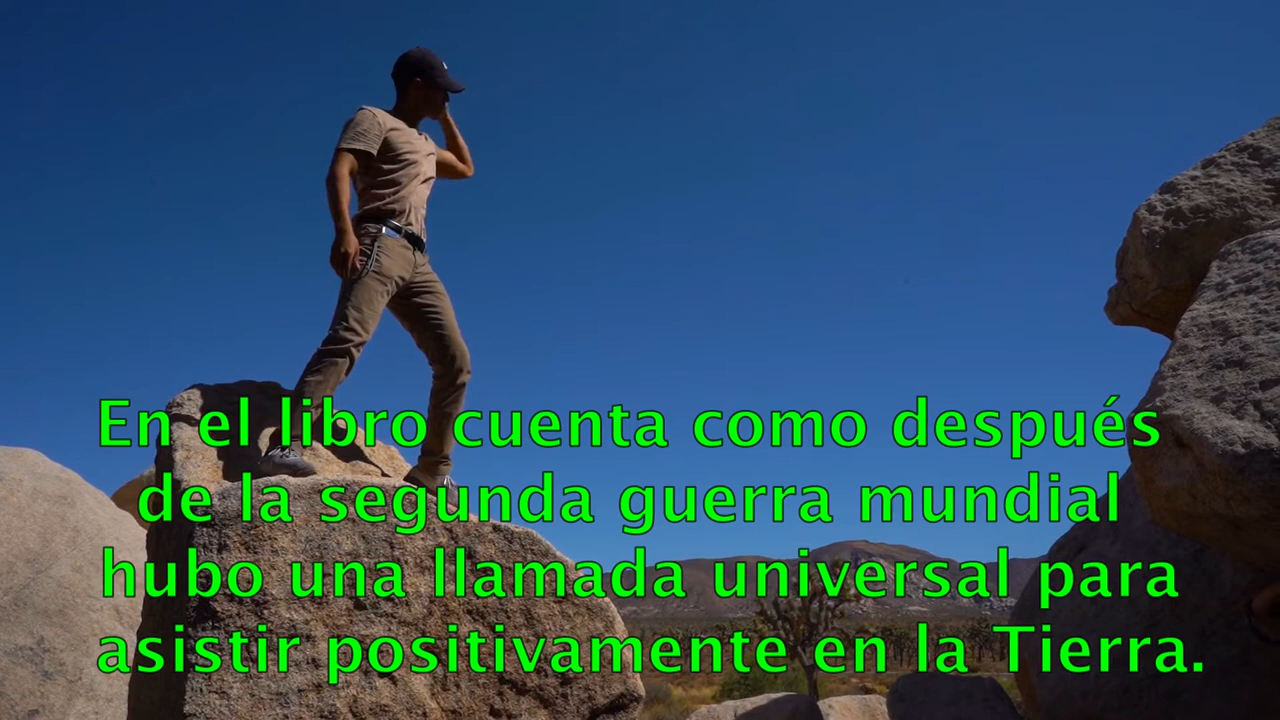 En el libro cuenta como después
de la segunda guerra mundial
hubo una llamada universal para
asistir positivamente en la Tierra.